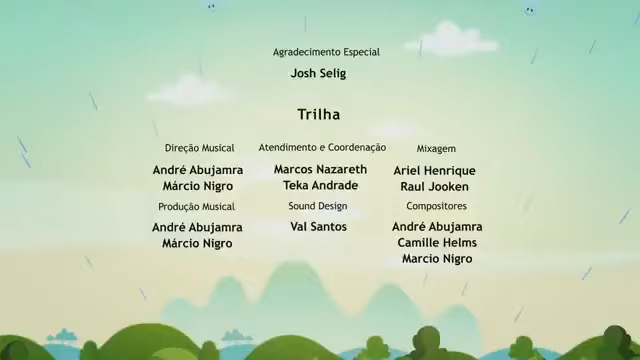 Agradecimento Especial
Josh Selig
Trilha
Direção Musical
André Abujamra
Márcio Nigro
Atendimento e Coordenação
Marcos Nazareth
Teka Andrade
Mixagem
Ariel Henrique
Raul Jooken
Produção Musical
André Abujamra
Márcio Nigro
Sound Design
Val Santos
Compositores
André Abujamra
Camille Helms
Marcio Nigro